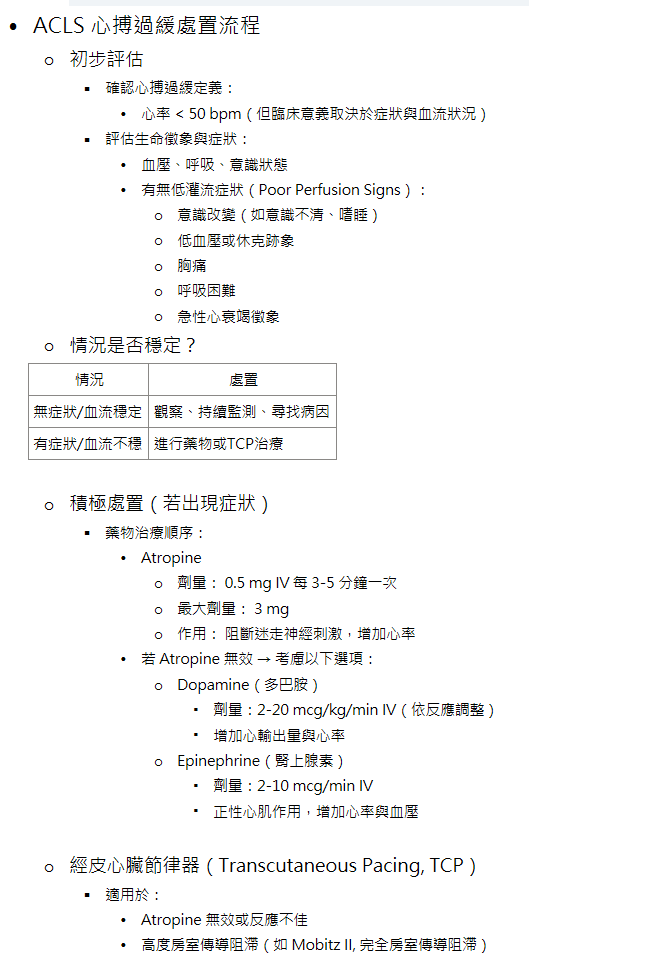 ACLS 心搏過緩處置流程
初步評估
確認心搏過緩定義：
心率 < 50 bpm（但臨床意義取決於症狀與血流狀況）
評估生命徵象與症狀：
血壓、呼吸、意識狀態
有無低灌流症狀（Poor Perfusion Signs）：
意識改變（如意識不清、嗜睡）
低血壓或休克跡象
胸痛
呼吸困難
急性心衰竭徵象
情況是否穩定？
情況 處置
無症狀/血流穩定 觀察、持續監測、尋找病因
有症狀/血流不穩 進行藥物或TCP治療
積極處置（若出現症狀）
藥物治療順序：
Atropine
劑量： 0.5 mg IV 每 3-5 分鐘一次
最大劑量： 3 mg
作用： 阻斷迷走神經刺激，增加心率
若 Atropine 無效 → 考慮以下選項：
Dopamine（多巴胺）
劑量：2-20 mcg/kg/min IV（依反應調整）
增加心輸出量與心率
Epinephrine（腎上腺素）
劑量：2-10 mcg/min IV
正性心肌作用，增加心率與血壓
經皮心臟節律器（Transcutaneous Pacing, TCP）
適用於：
Atropine 無效或反應不佳
高度房室傳導阻滯（如 Mobitz II, 完全房室傳導阻滯）